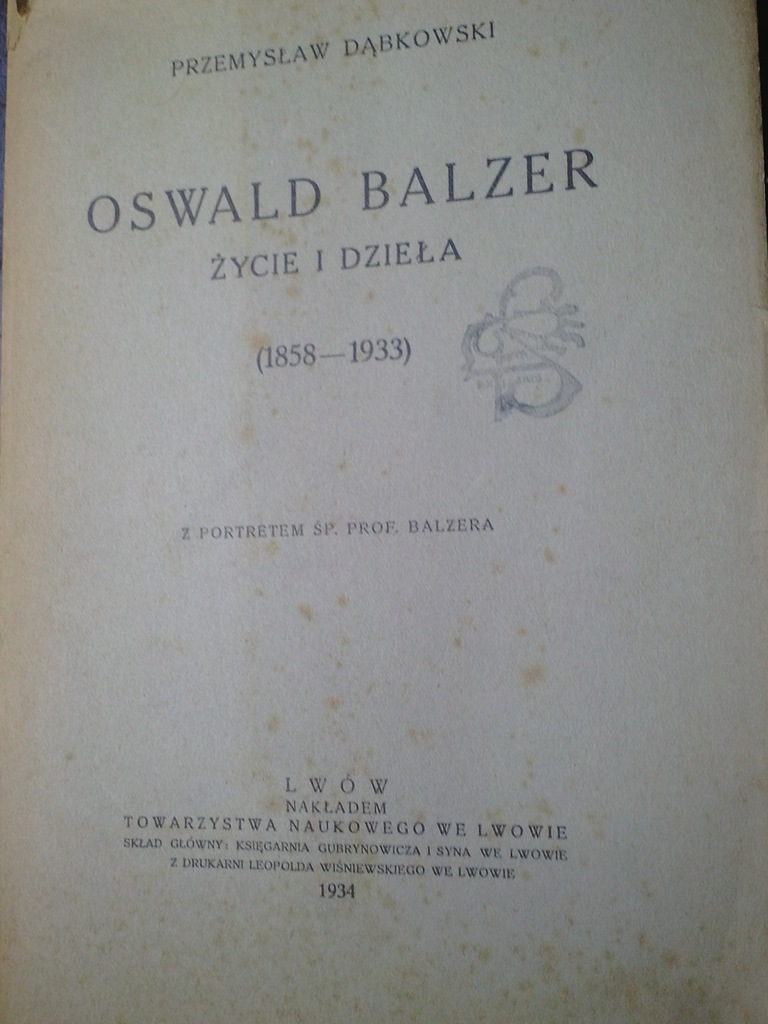 PRZEMYSŁAW DĄBKOWSKI
OSWALD BALZER
ŻYCIE I DZIEŁA
(1858—1933)
Z PORTRETEM ŚP. PROF. BALZERA
LWÓW
NAKŁADEM
TOWARZYSTWA NAUKOWEGO WE LWOWIE
SKŁAD GŁÓWNY: KSIĘGARNIA GUBRYNOWICZA I SYNA WE LWOWIE
Z DRUKARNI LEOPOLDA WIŚNIEWSKIEGO WE LWOWIE
1934